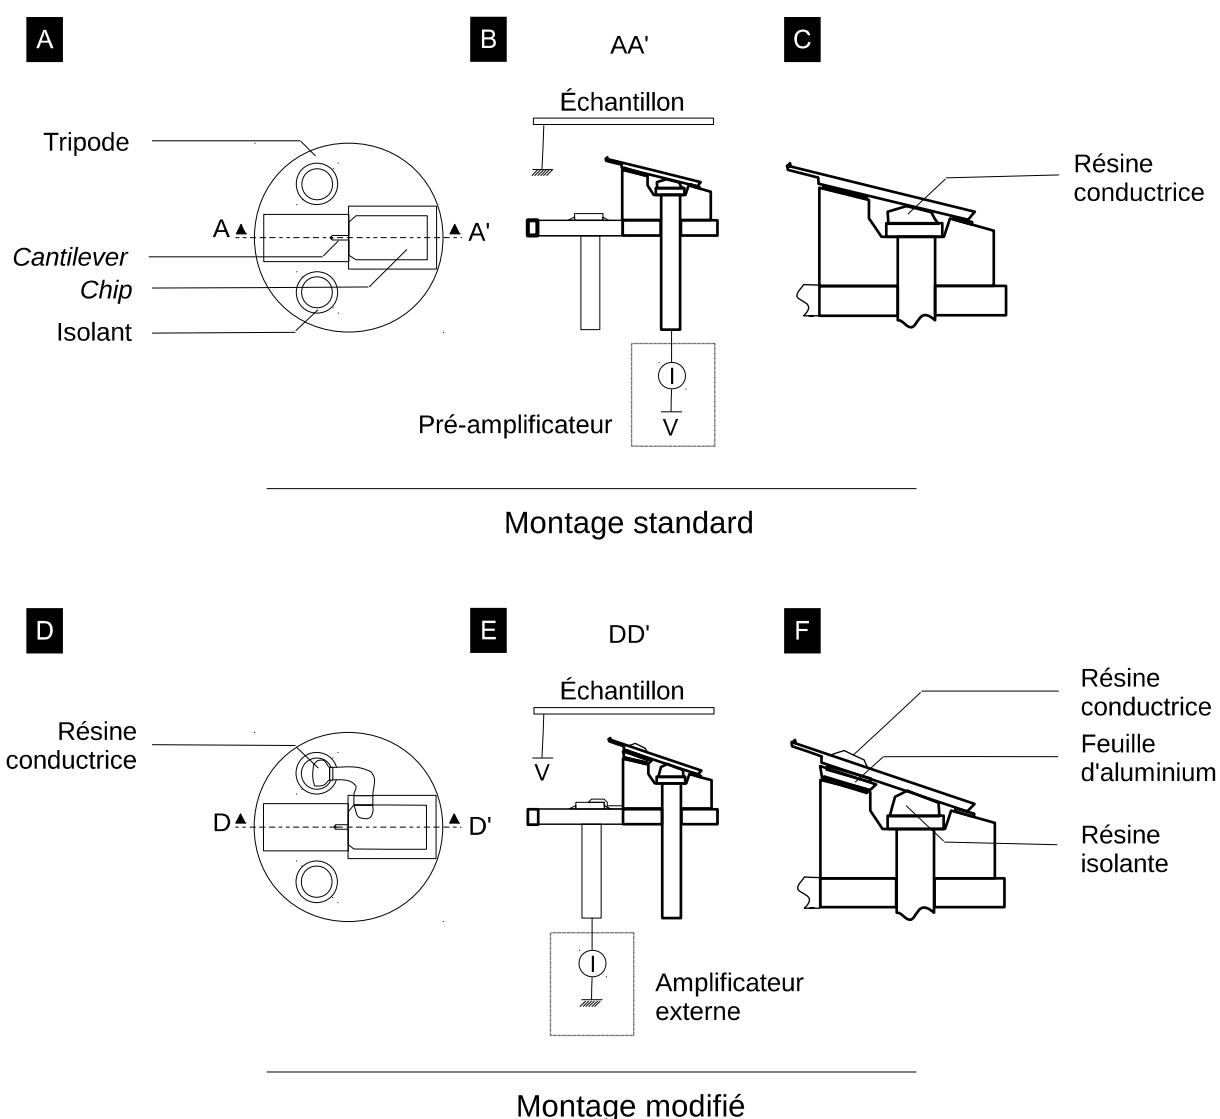 A
B
AA'
C
Échantillon
Tripode
Résine
conductrice
A
A'
Cantilever
Chip
Isolant
I
Pré-amplificateur
V
Montage standard
D
E
DD'
F
Échantillon
Résine
conductrice
Résine
conductrice
Feuille
d'aluminium
V
D
D'
Résine
isolante
I
Amplificateur
externe
Montage modifié